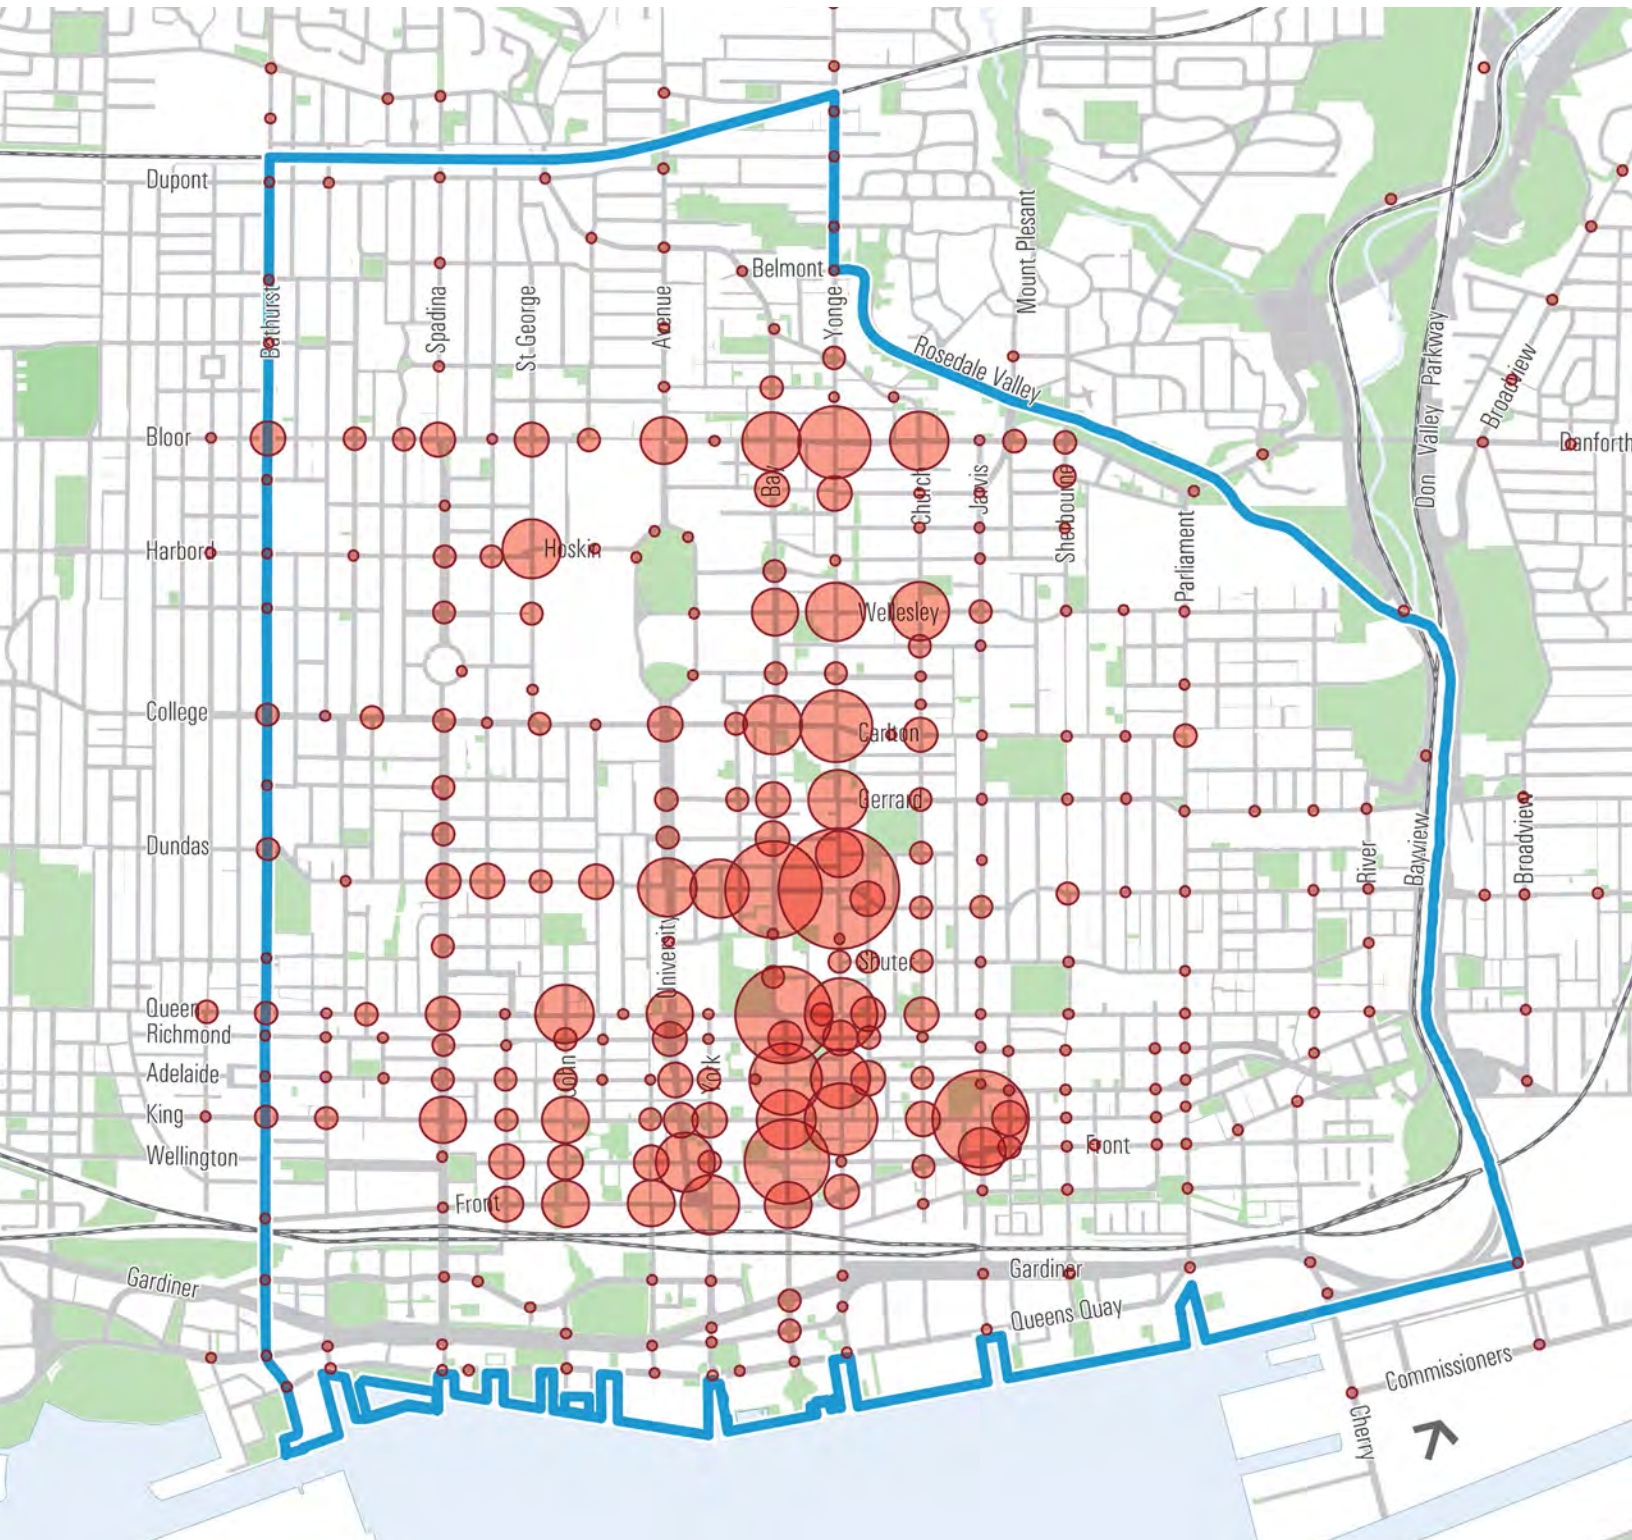 Dupont
Belmont
Mount Plesant
Bathurst
Spadina
St.George
Avenue
Yonge
Rosedale Valley
Don Valley Parkway
Broadview
Bloor
Danforth
Bay
Church
Jarvis
Sherbourne
Parliament
Harbord
Hoskin
Wellesley
College
Carlton
Gerrard
Dundas
River
Bayview
Broadview
University
Shuter
Queen
Richmond
John
York
Adelaide
King
Wellington
Front
Front
Gardiner
Gardiner
Queens Quay
Commissioners
Cherry